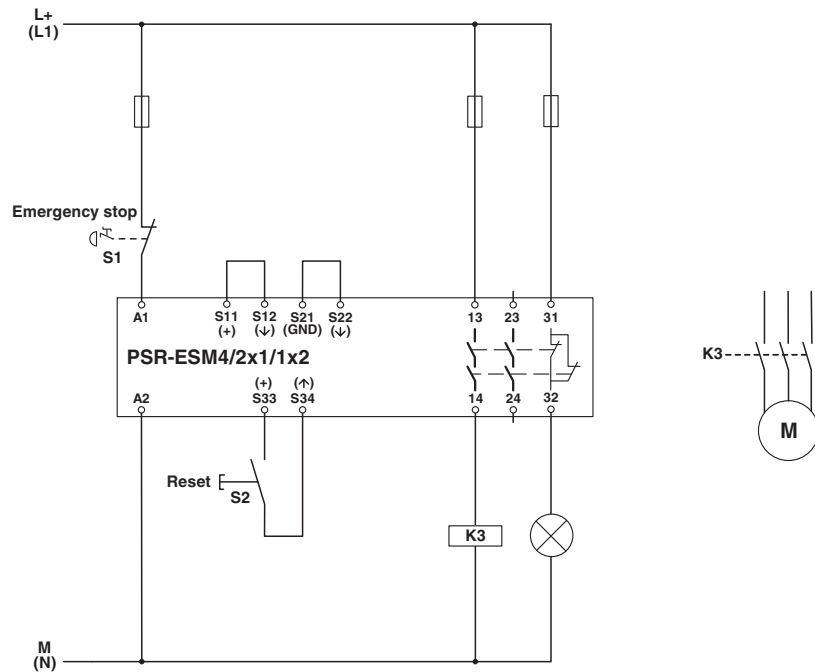 L+
(L1)
Emergency stop
S1
A1
S11
(+)
S12
(↓)
S21
(GND)
S22
(↓)
13
23
31
PSR-ESM4/2x1/1x2
A2
(+)
S33
(↑)
S34
14
24
32
Reset
S2
K3
K3
M
M
(N)